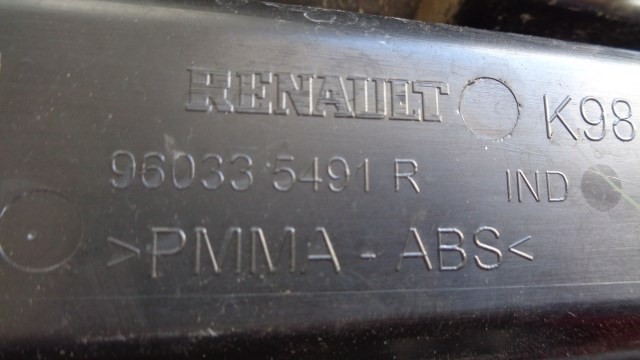 RENAULT K98
96033 5491 R IND
>PMMA-ABS<